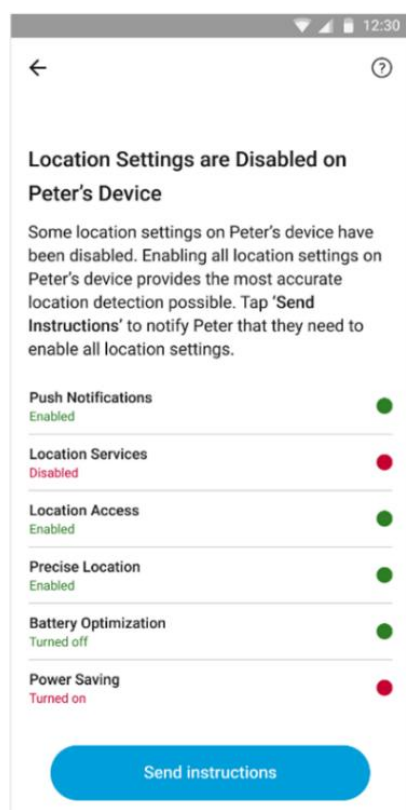 12:30
Location Settings are Disabled on
Peter's Device
Some location settings on Peter's device have
been disabled. Enabling all location settings on
Peter's device provides the most accurate
location detection possible. Tap 'Send
Instructions' to notify Peter that they need to
enable all location settings.
Push Notifications
Enabled
Location Services
Disabled
Location Access
Enabled
Precise Location
Enabled
Battery Optimization
Turned off
Power Saving
Turned on
Send instructions